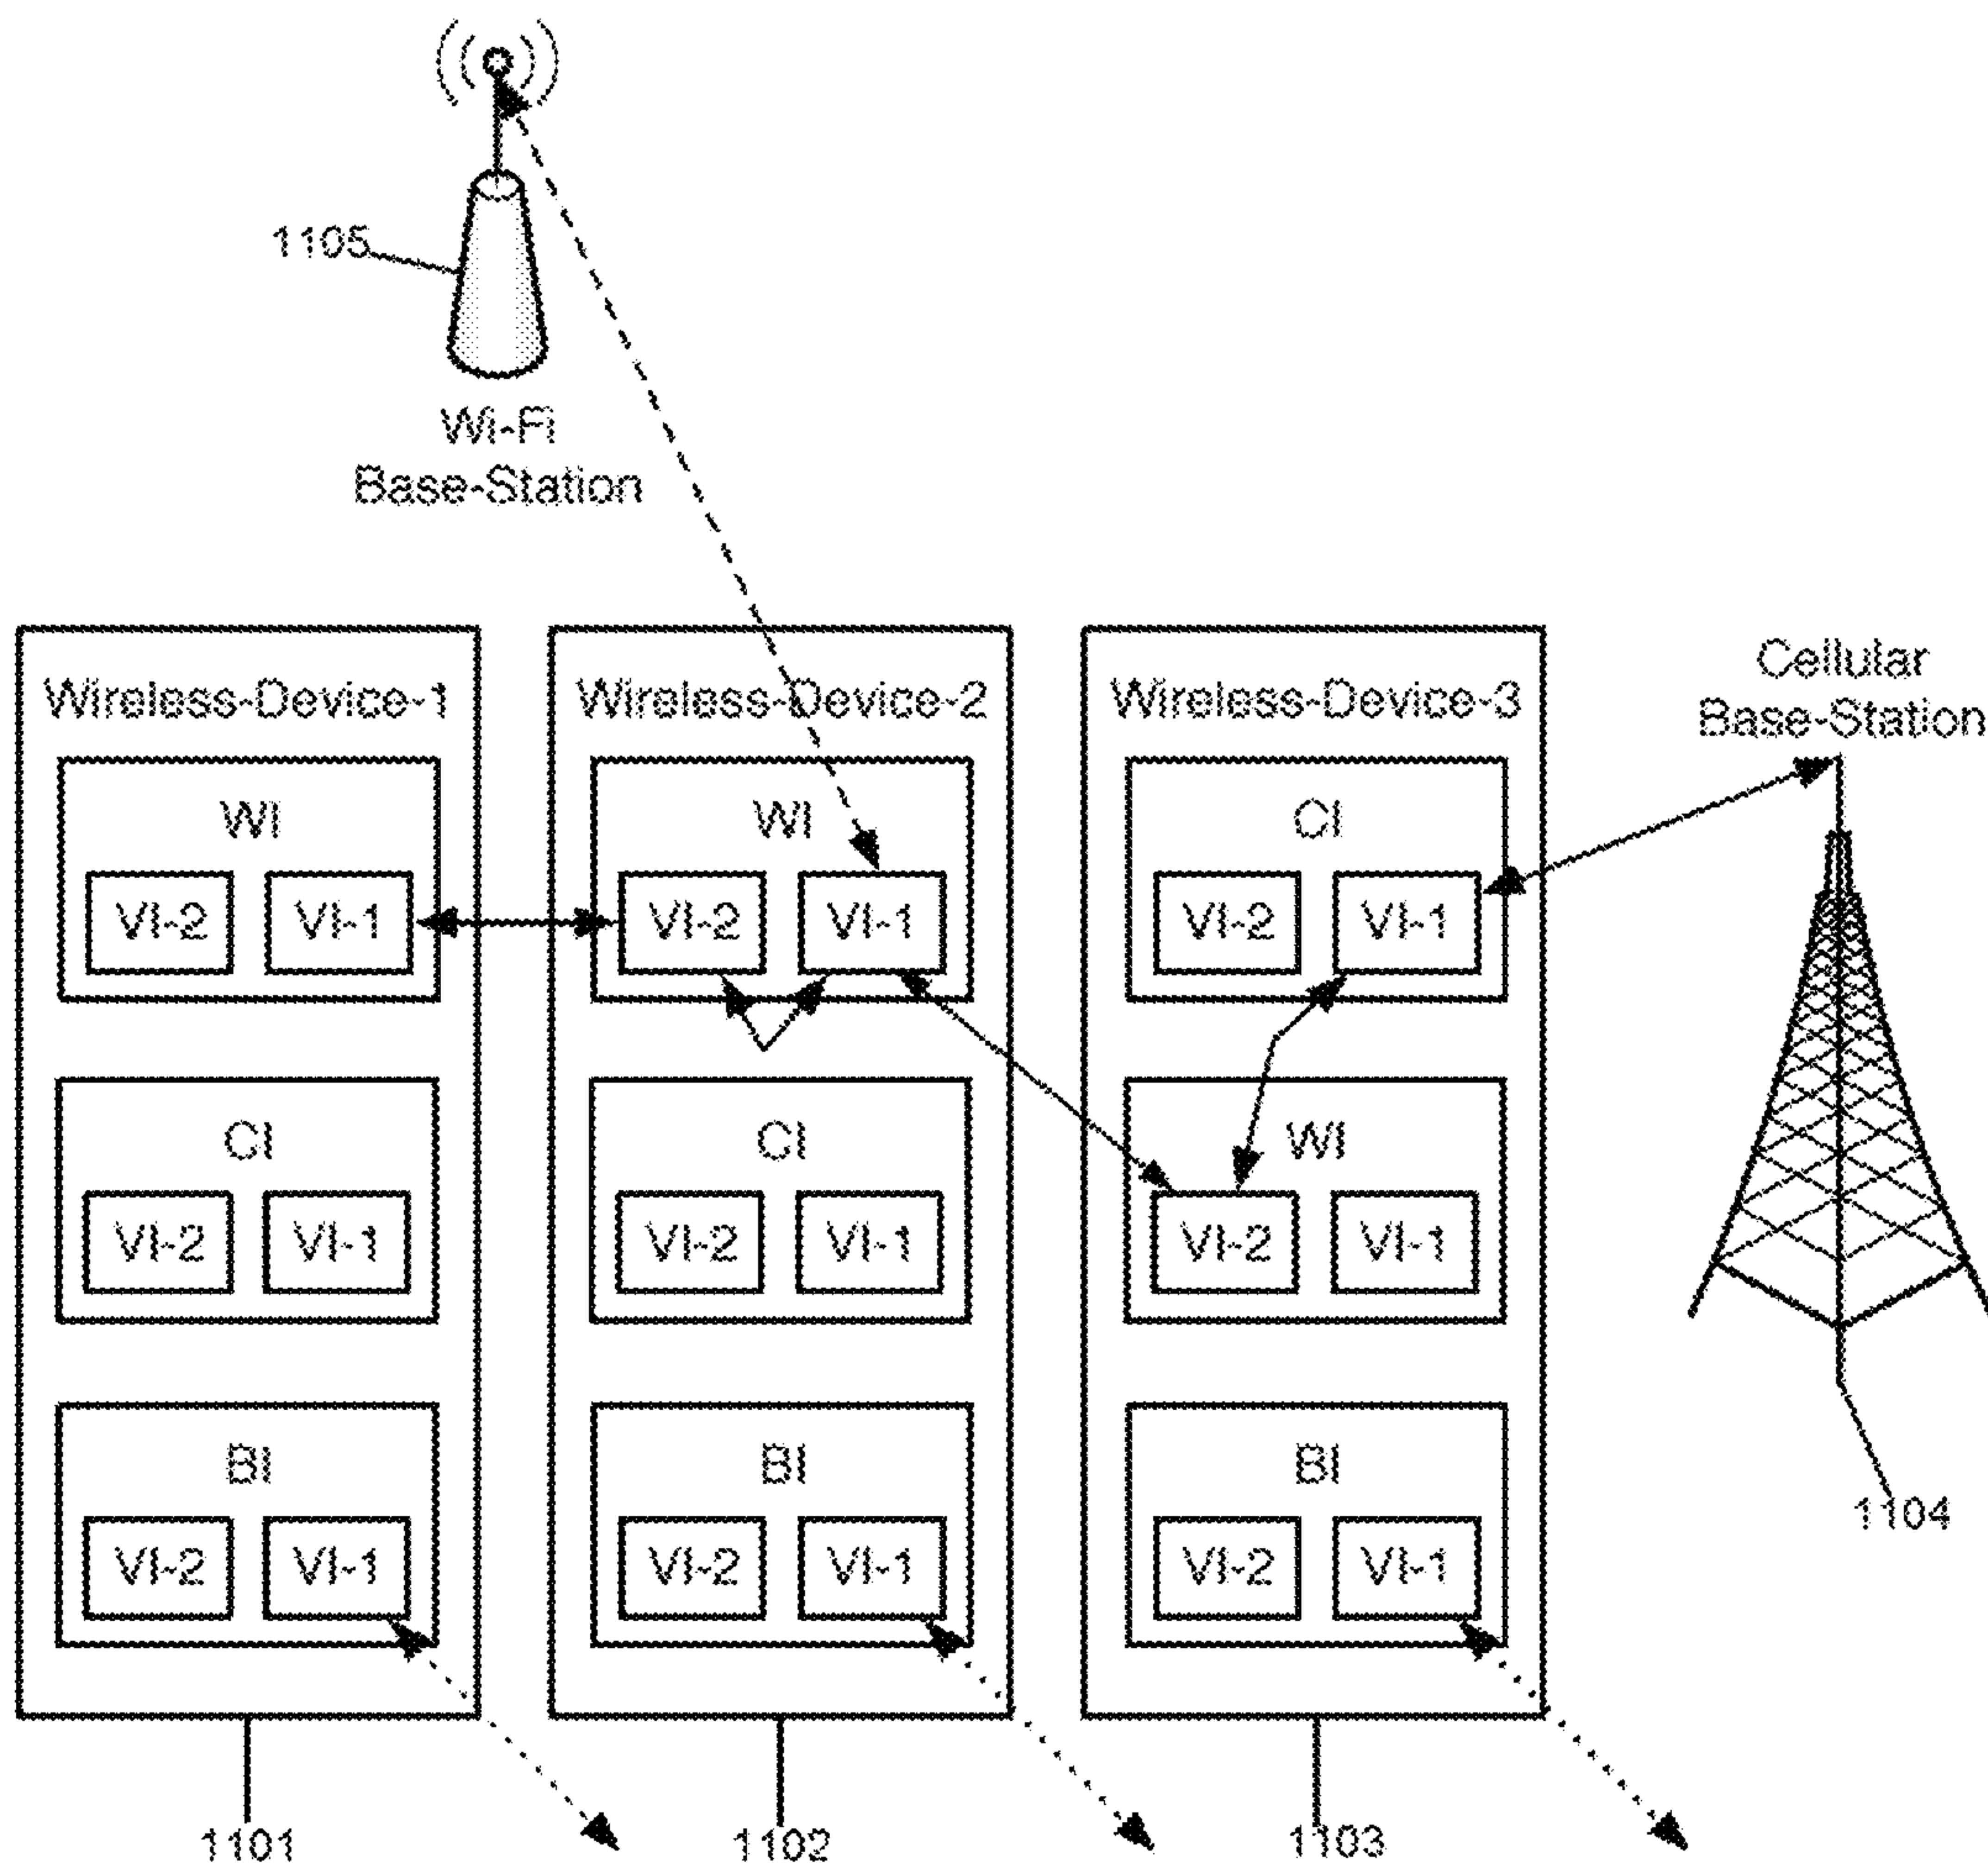 1105
Wi-Fi
Base-Station
Wireless-Device-1
WI
VI-2 VI-1
CI
VI-2 VI-1
BI
VI-2 VI-1
1101
Wireless-Device-2
WI
VI-2 VI-1
CI
VI-2 VI-1
BI
VI-2 VI-1
1102
Wireless-Device-3
CI
VI-2 VI-1
WI
VI-2 VI-1
BI
VI-2 VI-1
1103
Cellular
Base-Station
1104